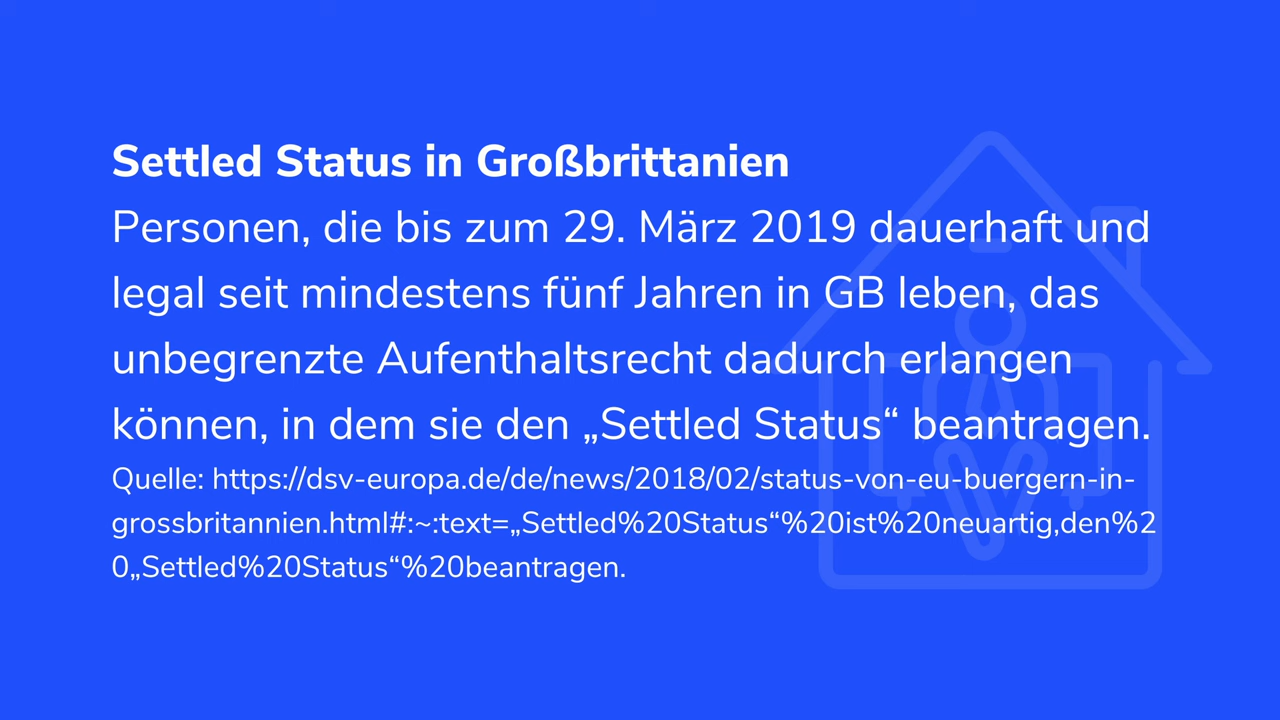 Settled Status in Großbrittanien
Personen, die bis zum 29. März 2019 dauerhaft und
legal seit mindestens fünf Jahren in GB leben, das
unbegrenzte Aufenthaltsrecht dadurch erlangen
können, in dem sie den „Settled Status“ beantragen.
Quelle: https://dsv-europa.de/de/news/2018/02/status-von-eu-buergern-in-
grossbritannien.html#:~:text=„Settled%20Status“%20ist%20neuartig,den%2
0„Settled%20Status“%20beantragen.